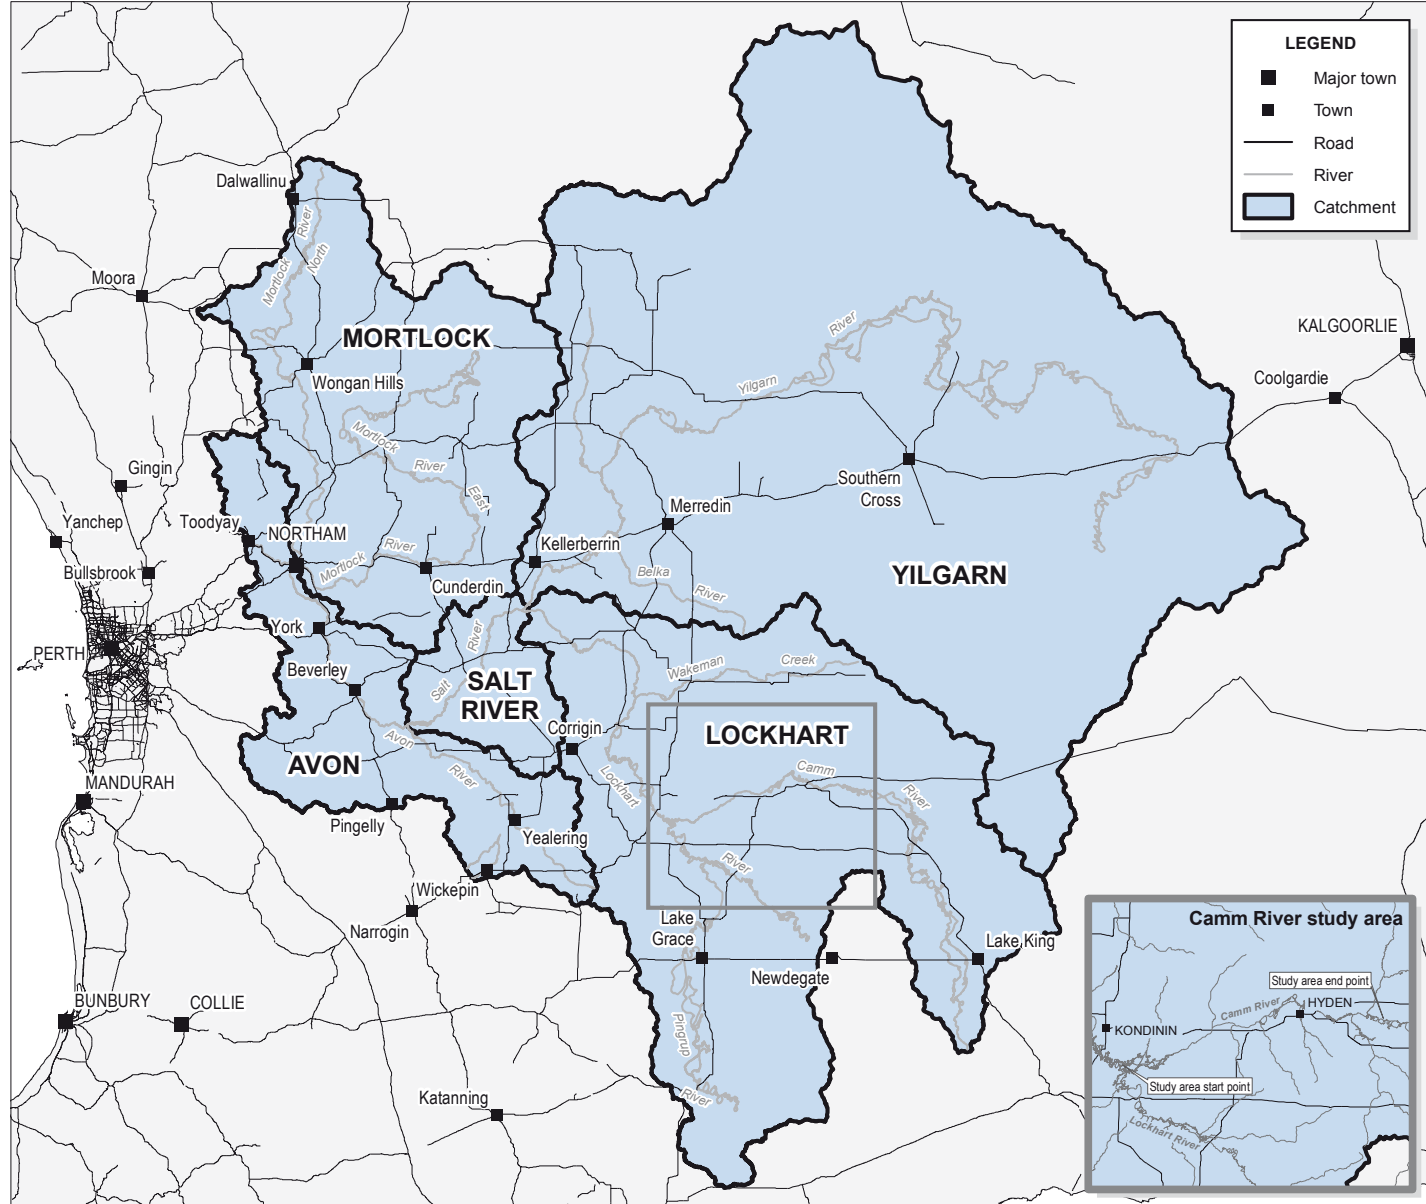 LEGEND
Major town
Town
Road
River
Catchment
Dalwallinu
River
North
Mortlock
Moora
MORTLOCK
River
KALGOORLIE
Wongan Hills
Yilgarn
Coolgardie
Mortlock
River
East
Gingin
Southern
Cross
Merredin
Yanchep
Toodyay
NORTHAM
River
Mortlock
Kellerberrin
Bullsbrook
Belka
River
YILGARN
Cunderdin
York
River
Salt
PERTH
Beverley
Wakeman
Creek
SALT
RIVER
Corrigin
LOCKHART
Avon
River
AVON
Lockhart
Camm
River
MANDURAH
Pingelly
Yealering
River
Wickepin
Narrogin
Lake
Grace
Lake King
Newdegate
BUNBURY
COLLIE
Pingrup
River
Katanning
Camm River study area
Study area end point
Camm River
HYDEN
KONDININ
Study area start point
Lockhart River